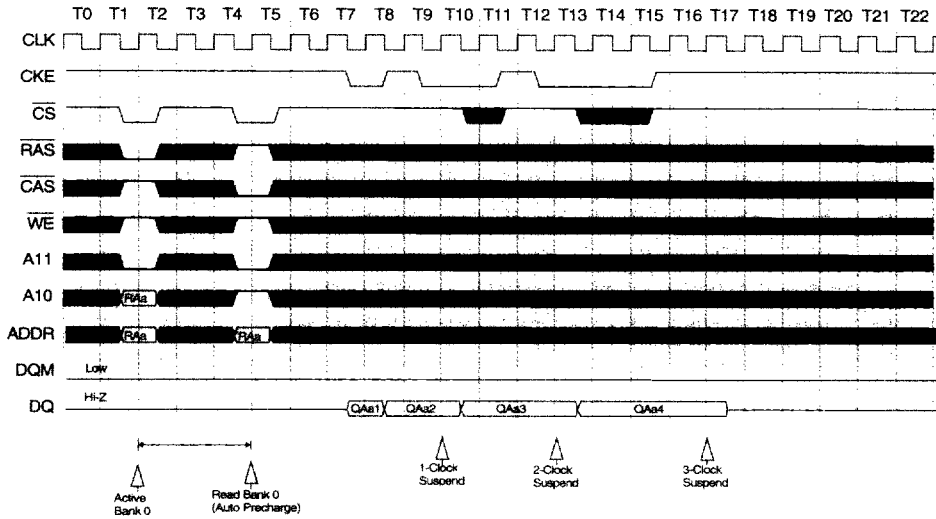 T0 T1 T2 T3 T4 T5 T6 T7 T8 T9 T10 T11 T12 T13 T14 T15 T16 T17 T18 T19 T20 T21 T22
CLK
CKE
CS
RAS
CAS
WE
A11
A10 RAa
ADDR RAa RAa
DQM Low
DQ Hi-Z QAa1 QAa2 QAa3 QAa4
Active
Bank 0
Read Bank 0
(Auto Precharge)
1-Clock
Suspend
2-Clock
Suspend
3-Clock
Suspend